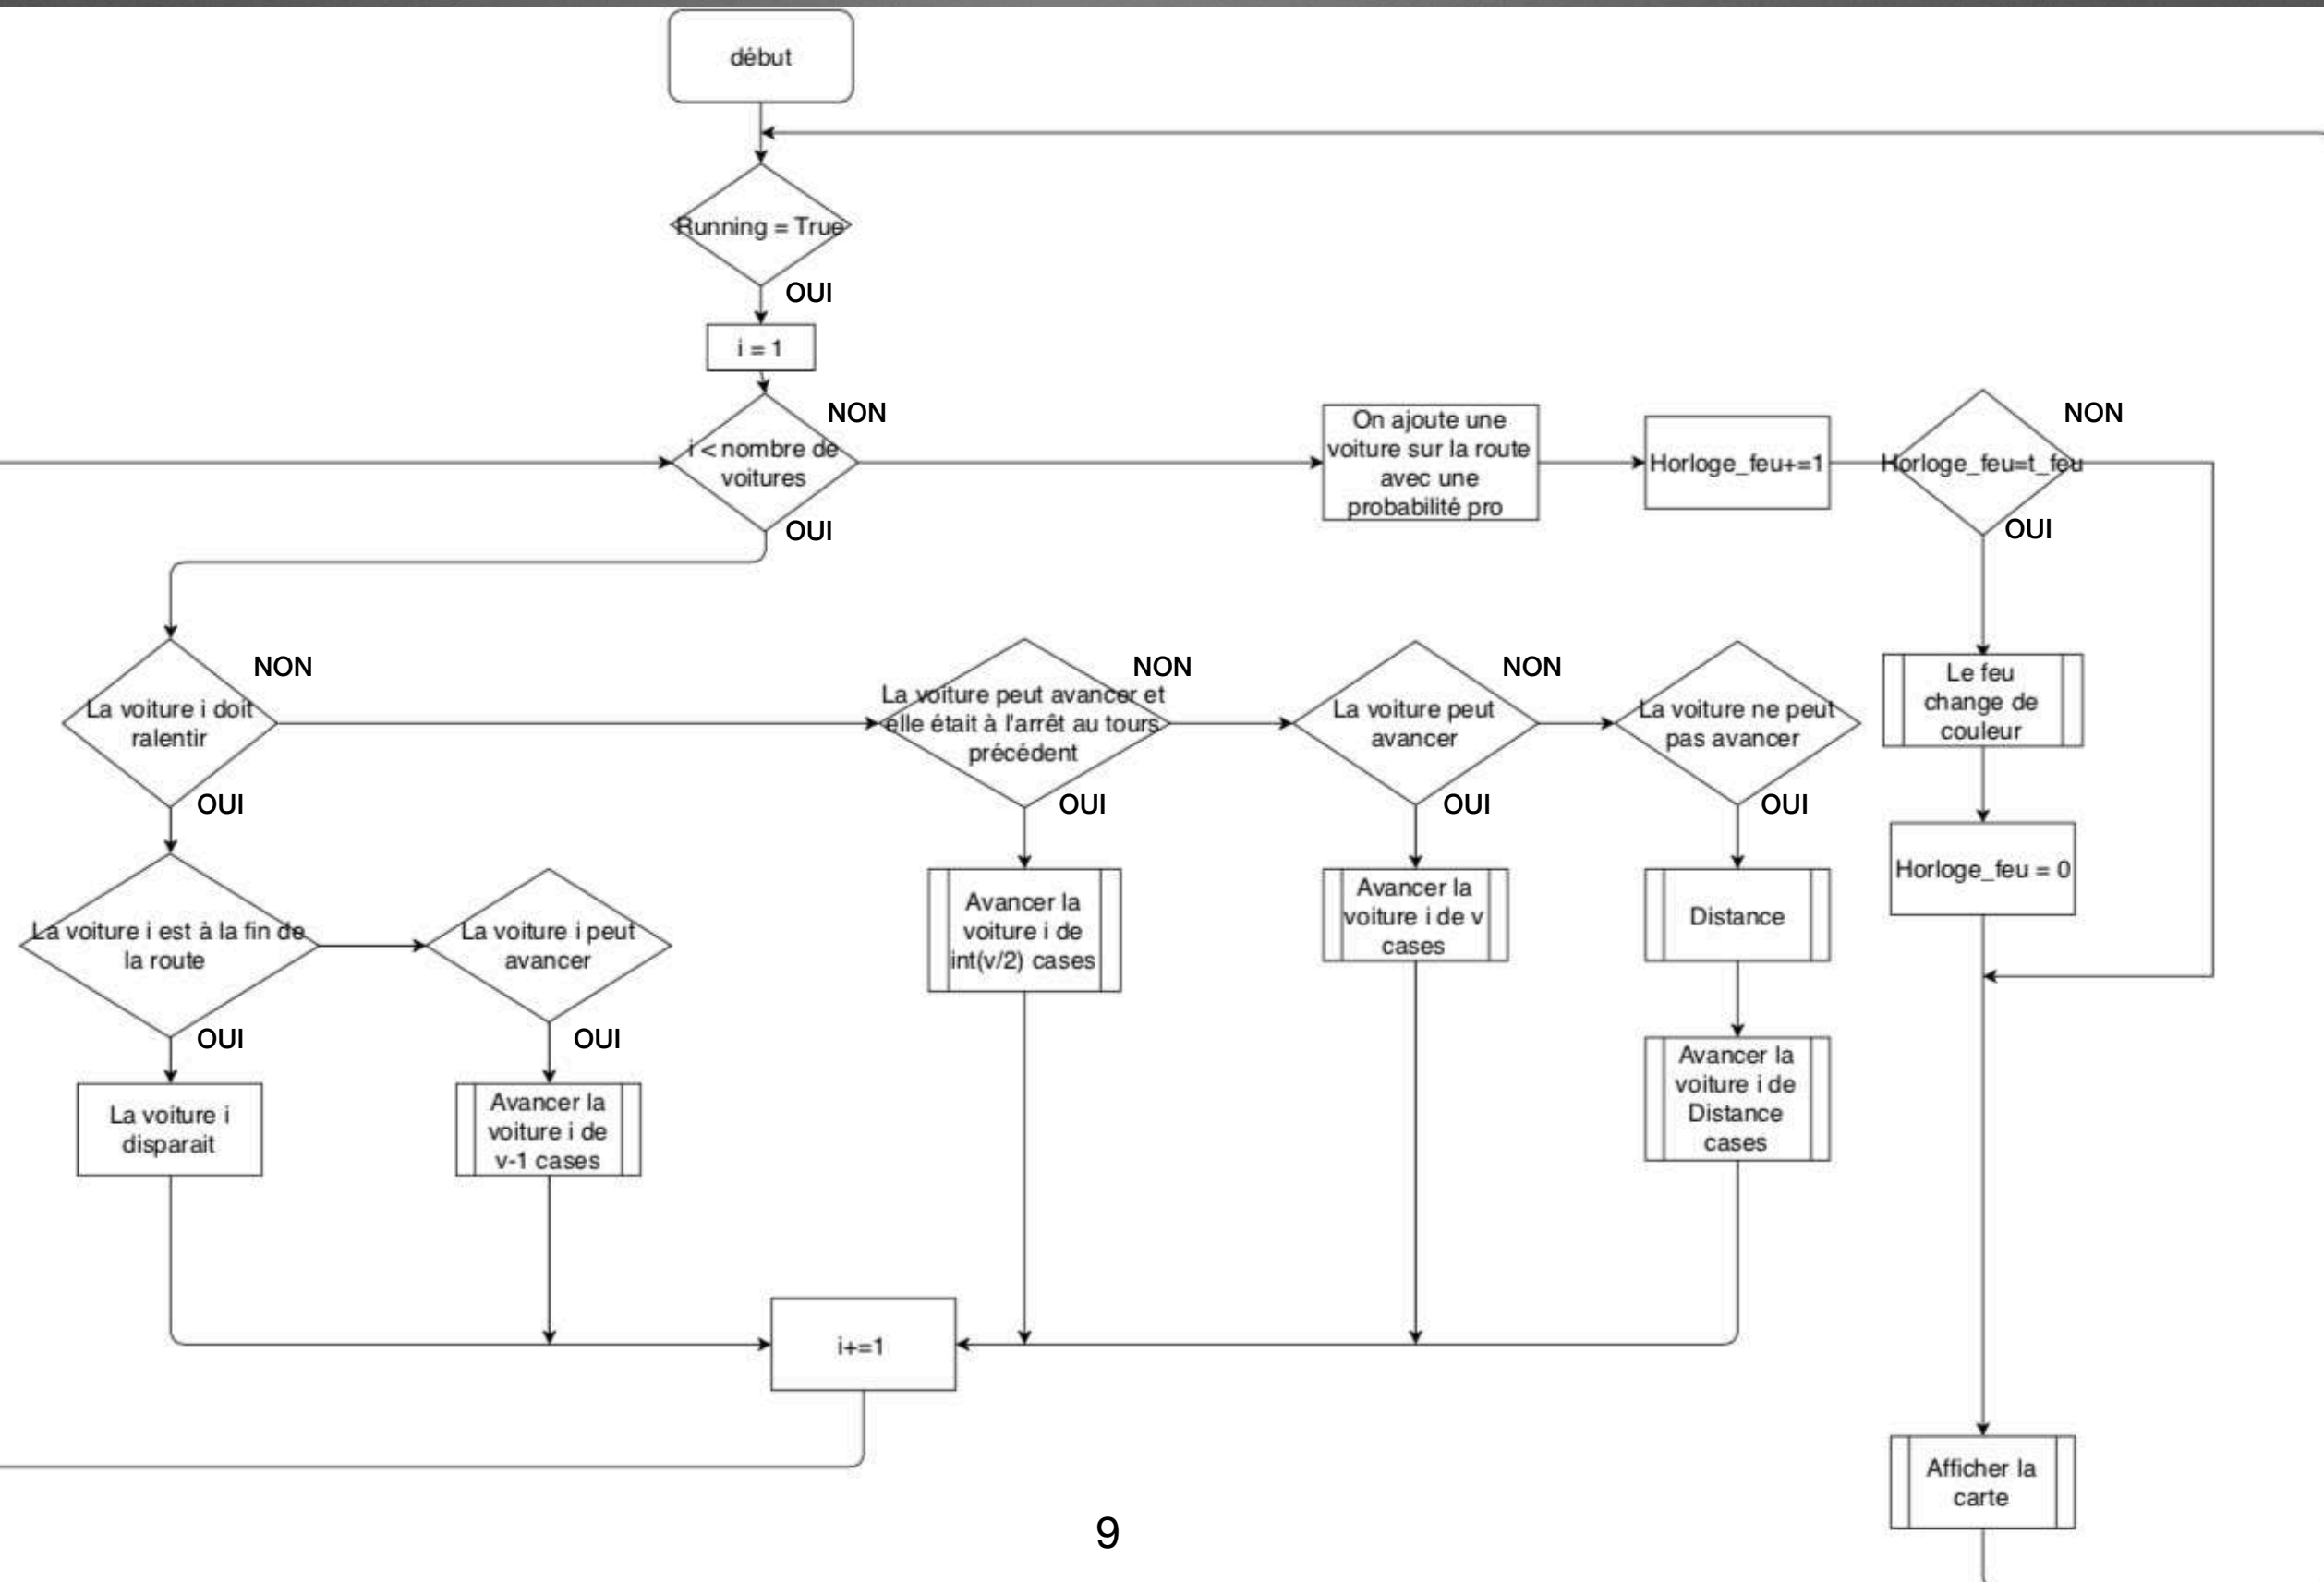 début
Running = True
OUI
i = 1
NON
i < nombre de
voitures
OUI
On ajoute une
voiture sur la route
avec une
probabilité pro
Horloge_feu+=1
NON
Horloge_feu=t_feu
OUI
NON
La voiture i doit
ralentir
OUI
NON
La voiture peut avancer et
elle était à l'arrêt au tours
précédent
OUI
NON
La voiture peut
avancer
OUI
La voiture ne peut
pas avancer
OUI
Le feu
change de
couleur
Horloge_feu = 0
La voiture i est à la fin de
la route
OUI
La voiture i peut
avancer
OUI
Avancer la
voiture i de
int(v/2) cases
Avancer la
voiture i de v
cases
Distance
Avancer la
voiture i de
Distance
cases
La voiture i
disparait
Avancer la
voiture i de
v-1 cases
i+=1
Afficher la
carte
9